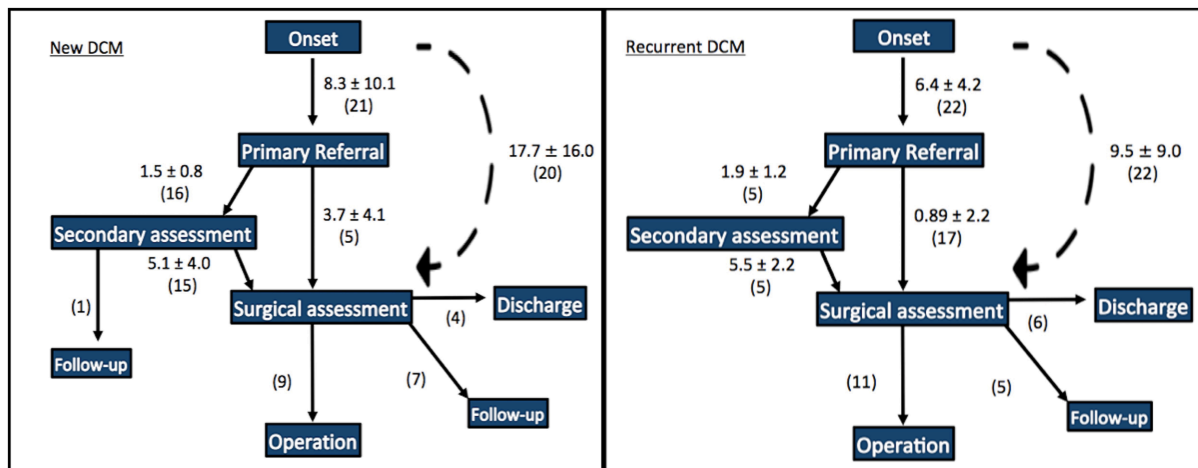 New DCM
Onset
8.3 ± 10.1
(21)
Primary Referral
17.7 ± 16.0
(20)
1.5 ± 0.8
(16)
3.7 ± 4.1
(5)
Secondary assessment
5.1 ± 4.0
(15)
(1)
Surgical assessment
(4)
Discharge
Follow-up
(9)
(7)
Follow-up
Operation
Recurrent DCM
Onset
6.4 ± 4.2
(22)
Primary Referral
9.5 ± 9.0
(22)
1.9 ± 1.2
(5)
0.89 ± 2.2
(17)
Secondary assessment
5.5 ± 2.2
(5)
Surgical assessment
(6)
Discharge
(11)
(5)
Follow-up
Operation